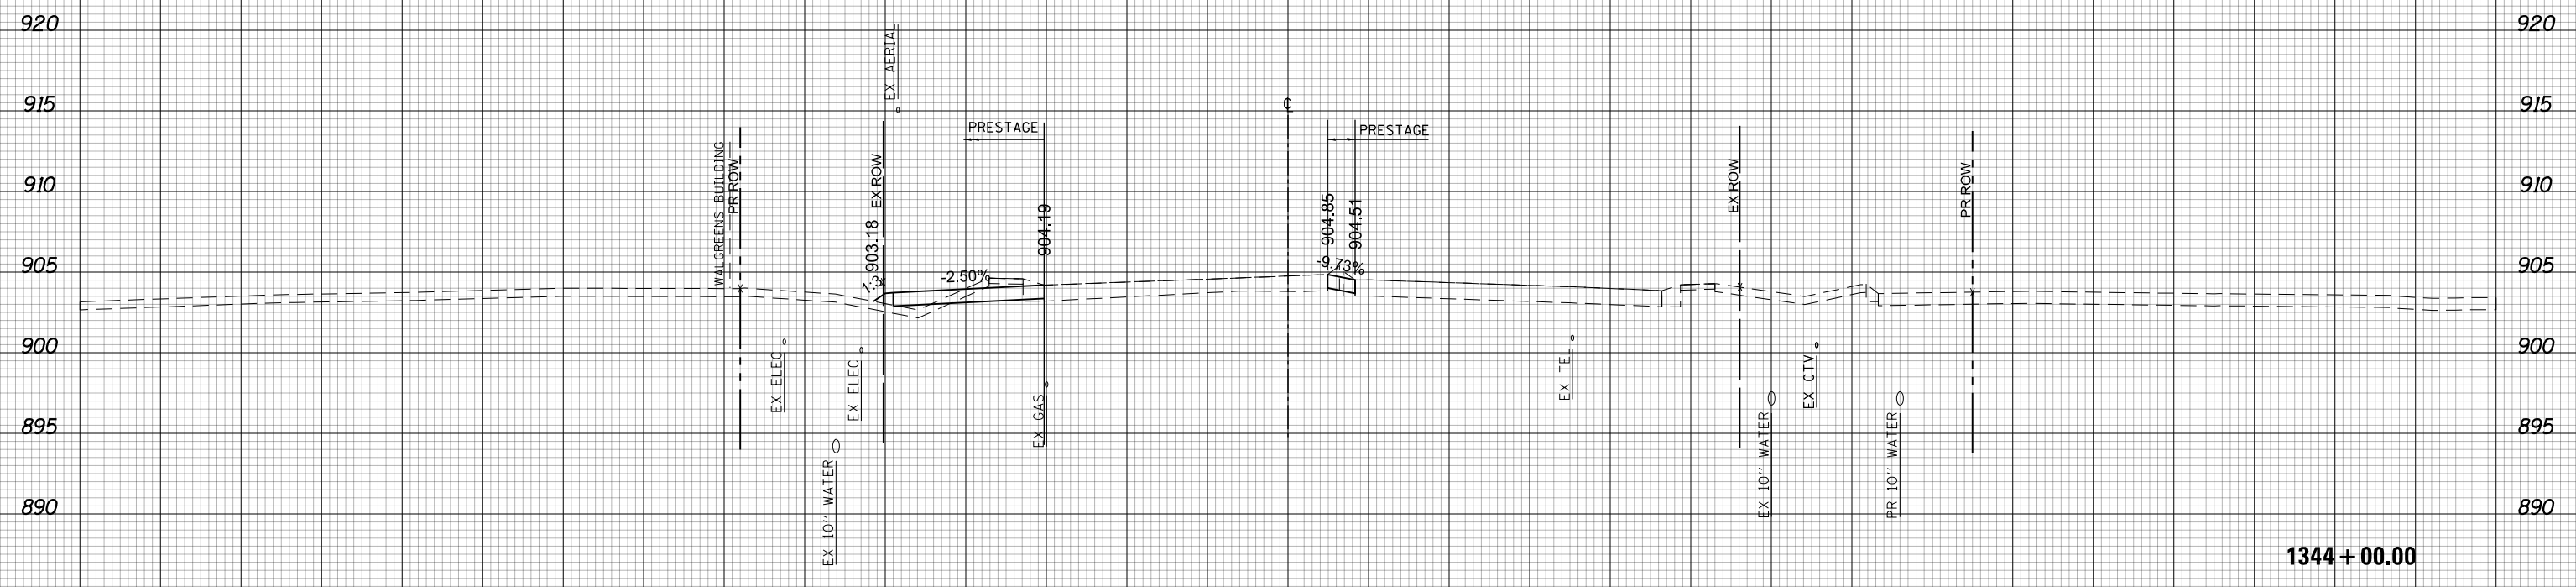 920
920
EX AERIAL
915
℄
915
PRESTAGE
PRESTAGE
WALGREENS BUILDING
PR ROW
EX ROW
EX ROW
PR ROW
910
910
903.18
904.19
904.85
904.51
905
1:3
-2.50%
-9.73%
905
900
EX ELEC
EX ELEC
EX TEL
EX CTV
900
EX GAS
895
895
EX 10'' WATER
EX 10'' WATER
PR 10'' WATER
890
890
1344+00.00